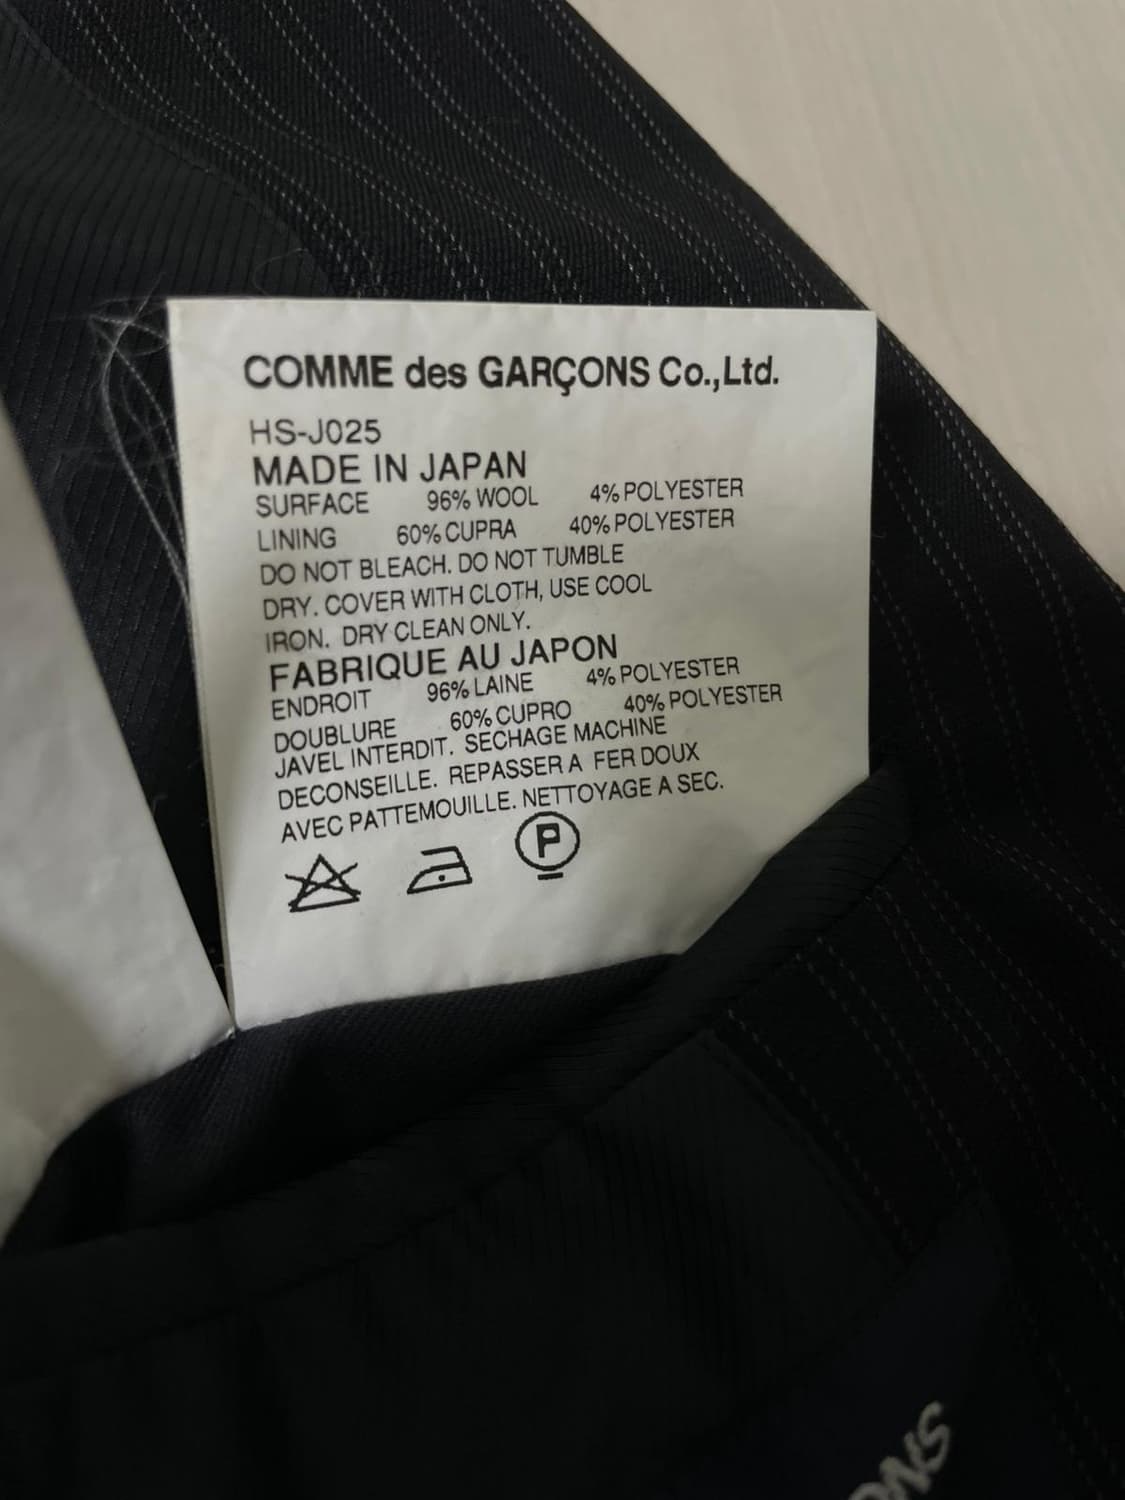 COMME des GARÇONS Co.,Ltd.
HS-J025
MADE IN JAPAN
SURFACE 96% WOOL 4% POLYESTER
LINING 60% CUPRA 40% POLYESTER
DO NOT BLEACH. DO NOT TUMBLE
DRY. COVER WITH CLOTH, USE COOL
IRON. DRY CLEAN ONLY.
FABRIQUE AU JAPON
ENDROIT 96% LAINE 4% POLYESTER
DOUBLURE 60% CUPRO 40% POLYESTER
JAVEL INTERDIT. SECHAGE MACHINE
DECONSEILLE. REPASSER A FER DOUX
AVEC PATTEMOUILLE. NETTOYAGE A SEC.
P